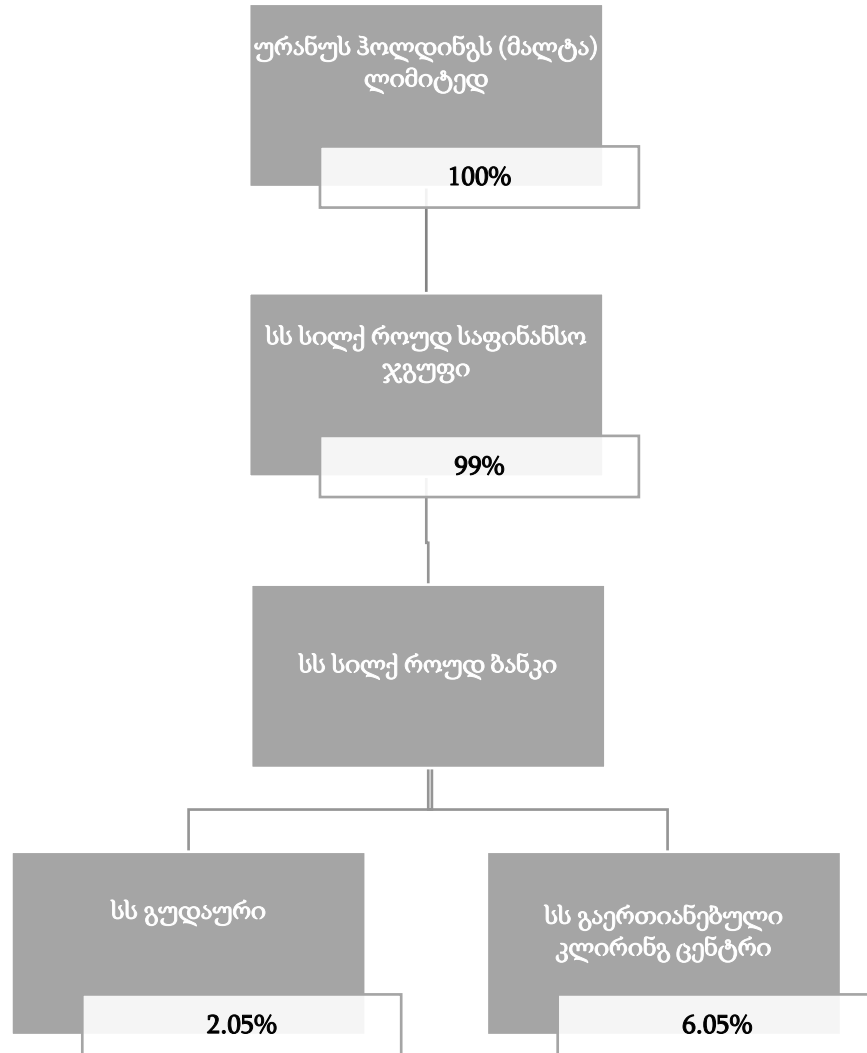 ურანუს ჰოლდინგს (მალტა)
ლიმიტედ
100%
სს სილქ როუდ საფინანსო
ჯგუფი
99%
სს სილქ როუდ ბანკი
სს გუდაური
2.05%
სს გაერთიანებული
კლირინგ ცენტრი
6.05%